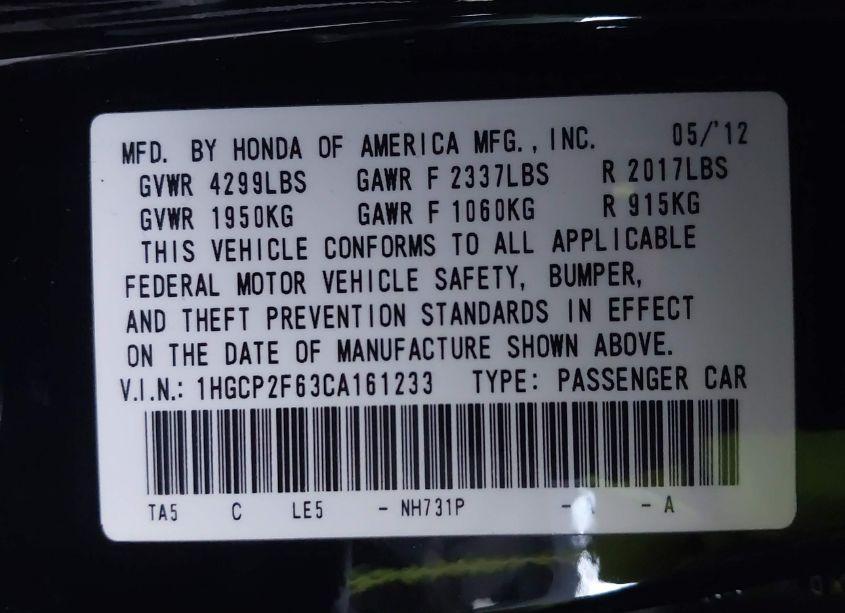 MFD. BY HONDA OF AMERICA MFG., INC. 05/'12
GVWR 4299LBS GAWR F 2337LBS R 2017LBS
GVWR 1950KG GAWR F 1060KG R 915KG
THIS VEHICLE CONFORMS TO ALL APPLICABLE
FEDERAL MOTOR VEHICLE SAFETY, BUMPER,
AND THEFT PREVENTION STANDARDS IN EFFECT
ON THE DATE OF MANUFACTURE SHOWN ABOVE.
V.I.N.: 1HGCP2F63CA161233 TYPE: PASSENGER CAR
TA5 C LE5 - NH731P - - A